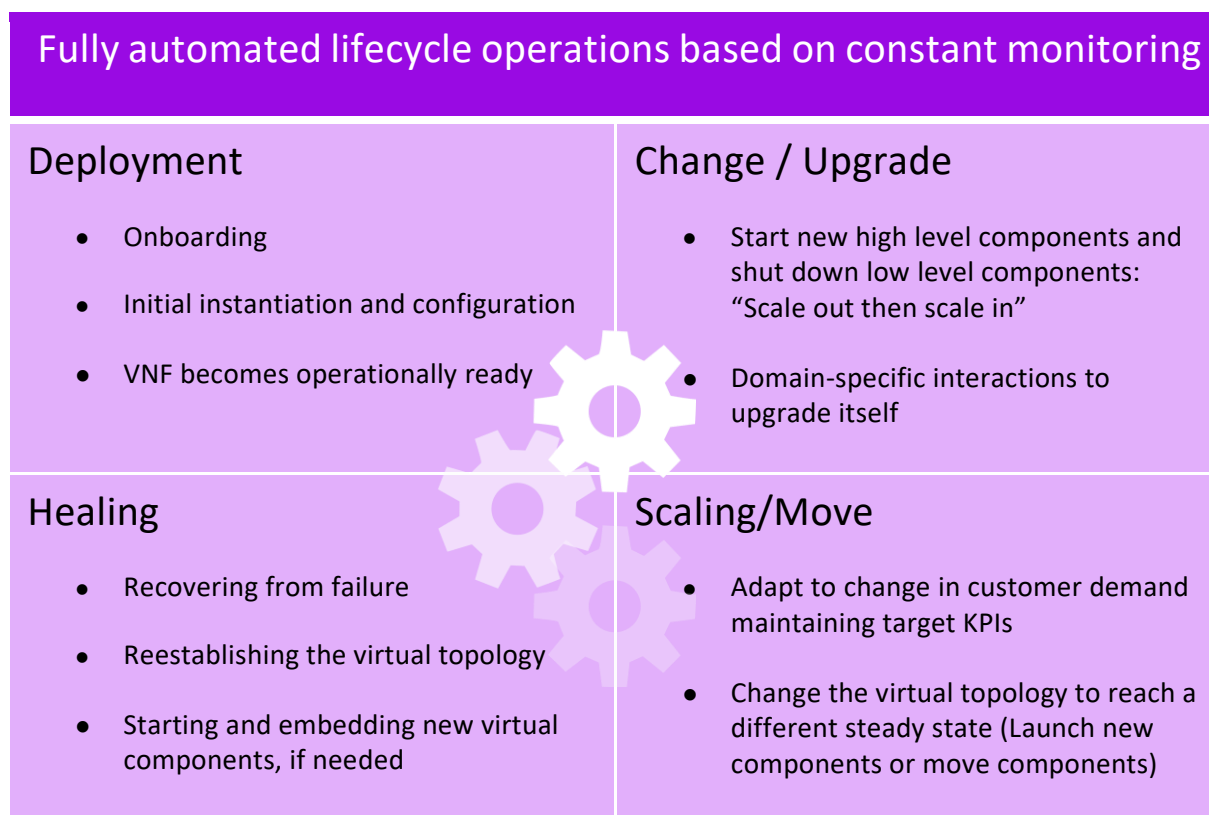 Fully automated lifecycle operations based on constant monitoring
Deployment
● Onboarding
● Initial instantiation and configuration
● VNF becomes operationally ready
Change / Upgrade
● Start new high level components and
shut down low level components:
“Scale out then scale in”
● Domain-specific interactions to
upgrade itself
Healing
● Recovering from failure
● Reestablishing the virtual topology
● Starting and embedding new virtual
components, if needed
Scaling/Move
● Adapt to change in customer demand
maintaining target KPIs
● Change the virtual topology to reach a
different steady state (Launch new
components or move components)